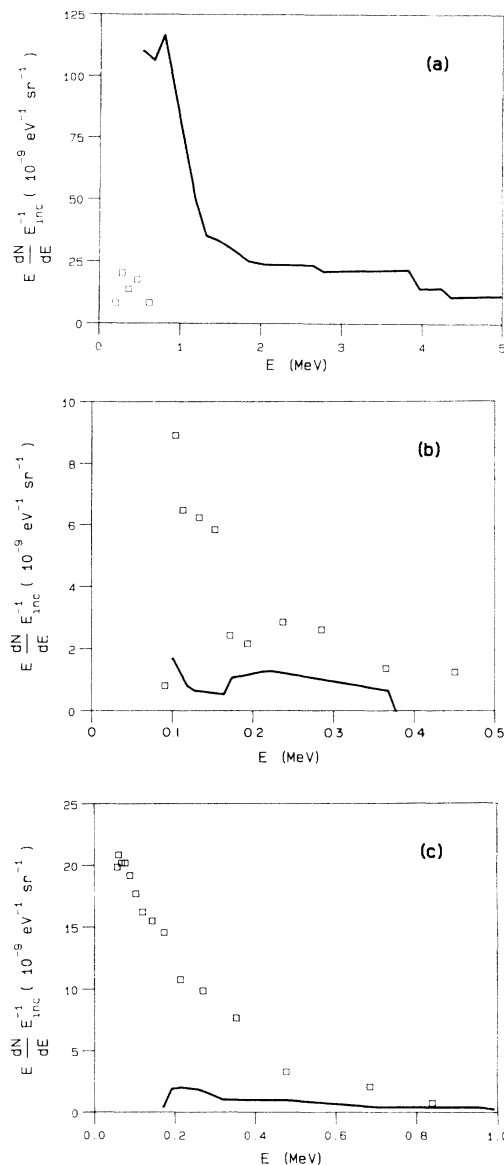 (a)
125
100
75
50
25
0
E dN/dE E_inc^-1 ( 10^-9 eV^-1 sr^-1 )
0 1 2 3 4 5
E (MeV)
(b)
10
8
6
4
2
0
E dN/dE E_inc^-1 ( 10^-9 eV^-1 sr^-1 )
0 0.1 0.2 0.3 0.4 0.5
E (MeV)
(c)
25
20
15
10
5
0
E dN/dE E_inc^-1 ( 10^-9 eV^-1 sr^-1 )
0.0 0.2 0.4 0.6 0.8 1.0
E (MeV)